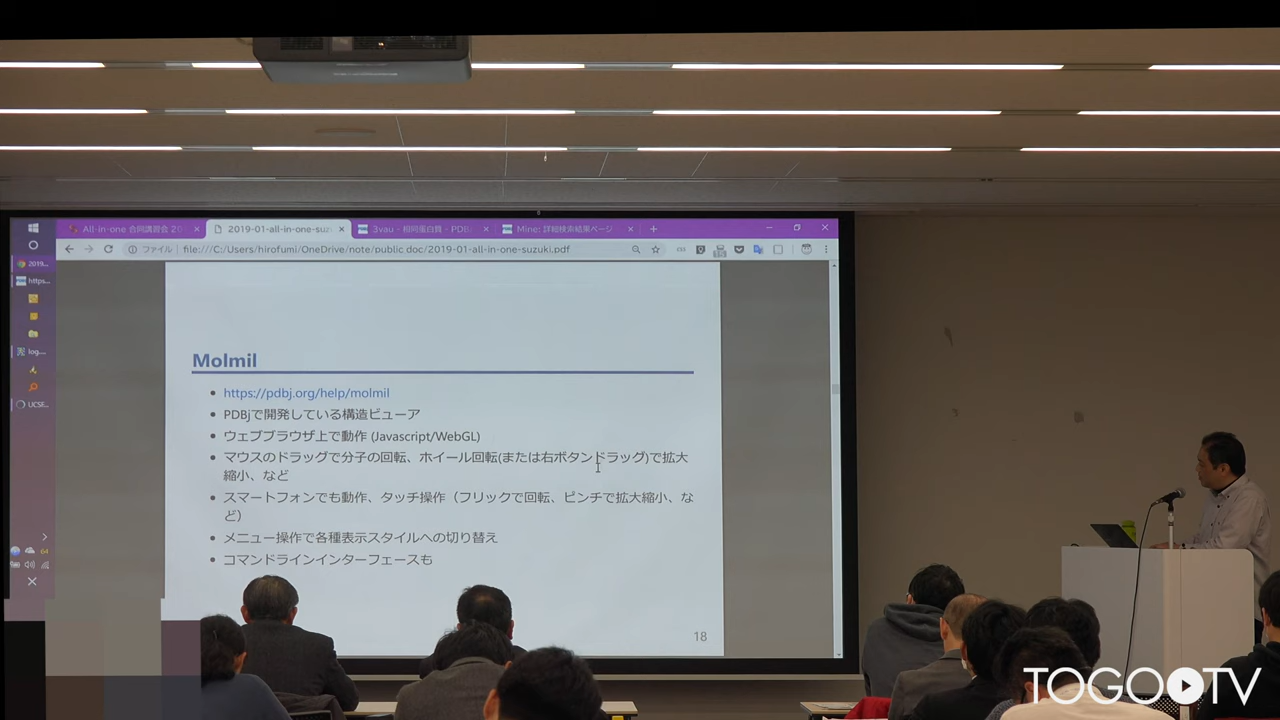 All-in-one 合同講習会 20
2019-01-all-in-one-suzu
3vau - 相同蛋白質 - PDB
Mine: 詳細検索結果ページ
ファイル
file:///C:/Users/hirofumi/OneDrive/note/public doc/2019-01-all-in-one-suzuki.pdf
2019...
https...
log....
UCSF...
Molmil
https://pdbj.org/help/molmil
PDBjで開発している構造ビューア
ウェブブラウザ上で動作 (Javascript/WebGL)
マウスのドラッグで分子の回転、ホイール回転(または右ボタンドラッグ)で拡大
縮小、など
スマートフォンでも動作、タッチ操作（フリックで回転、ピンチで拡大縮小、な
ど）
メニュー操作で各種表示スタイルへの切り替え
コマンドラインインターフェースも
18
TOGOTV